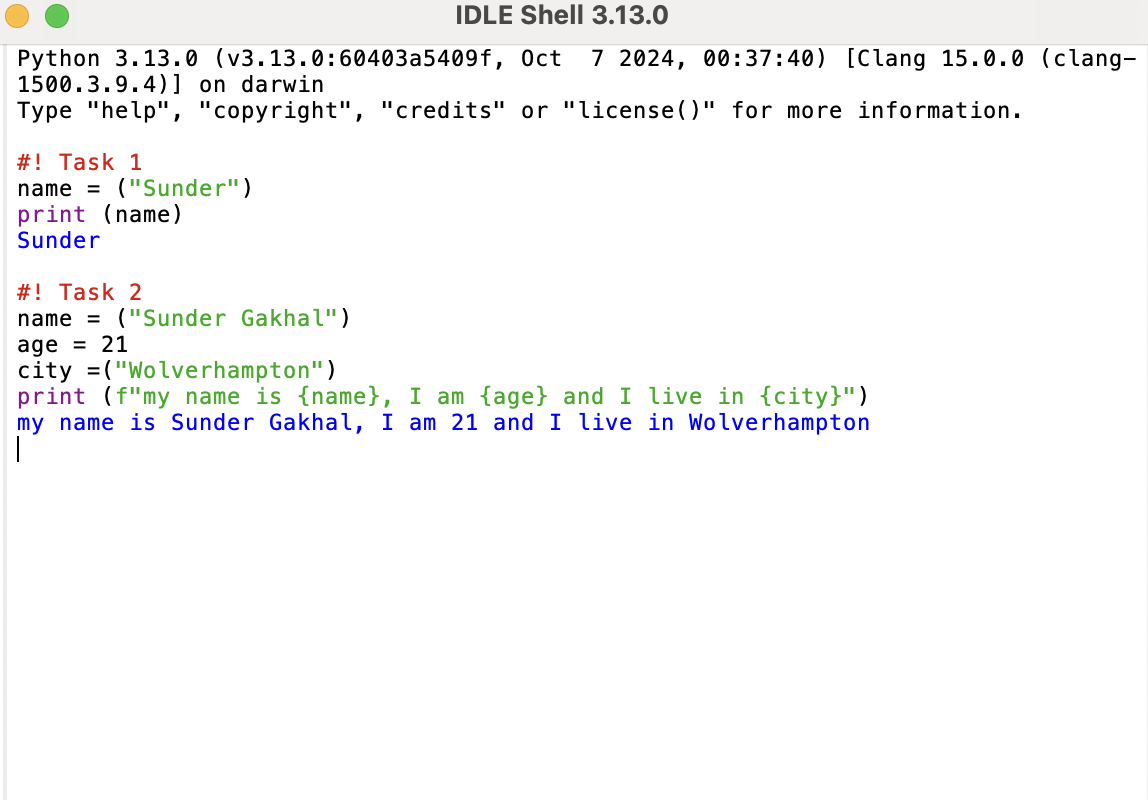 IDLE Shell 3.13.0
Python 3.13.0 (v3.13.0:60403a5409f, Oct  7 2024, 00:37:40) [Clang 15.0.0 (clang-
1500.3.9.4)] on darwin
Type "help", "copyright", "credits" or "license()" for more information.
#! Task 1
name = ("Sunder")
print (name)
Sunder
#! Task 2
name = ("Sunder Gakhal")
age = 21
city =("Wolverhampton")
print (f"my name is {name}, I am {age} and I live in {city}")
my name is Sunder Gakhal, I am 21 and I live in Wolverhampton